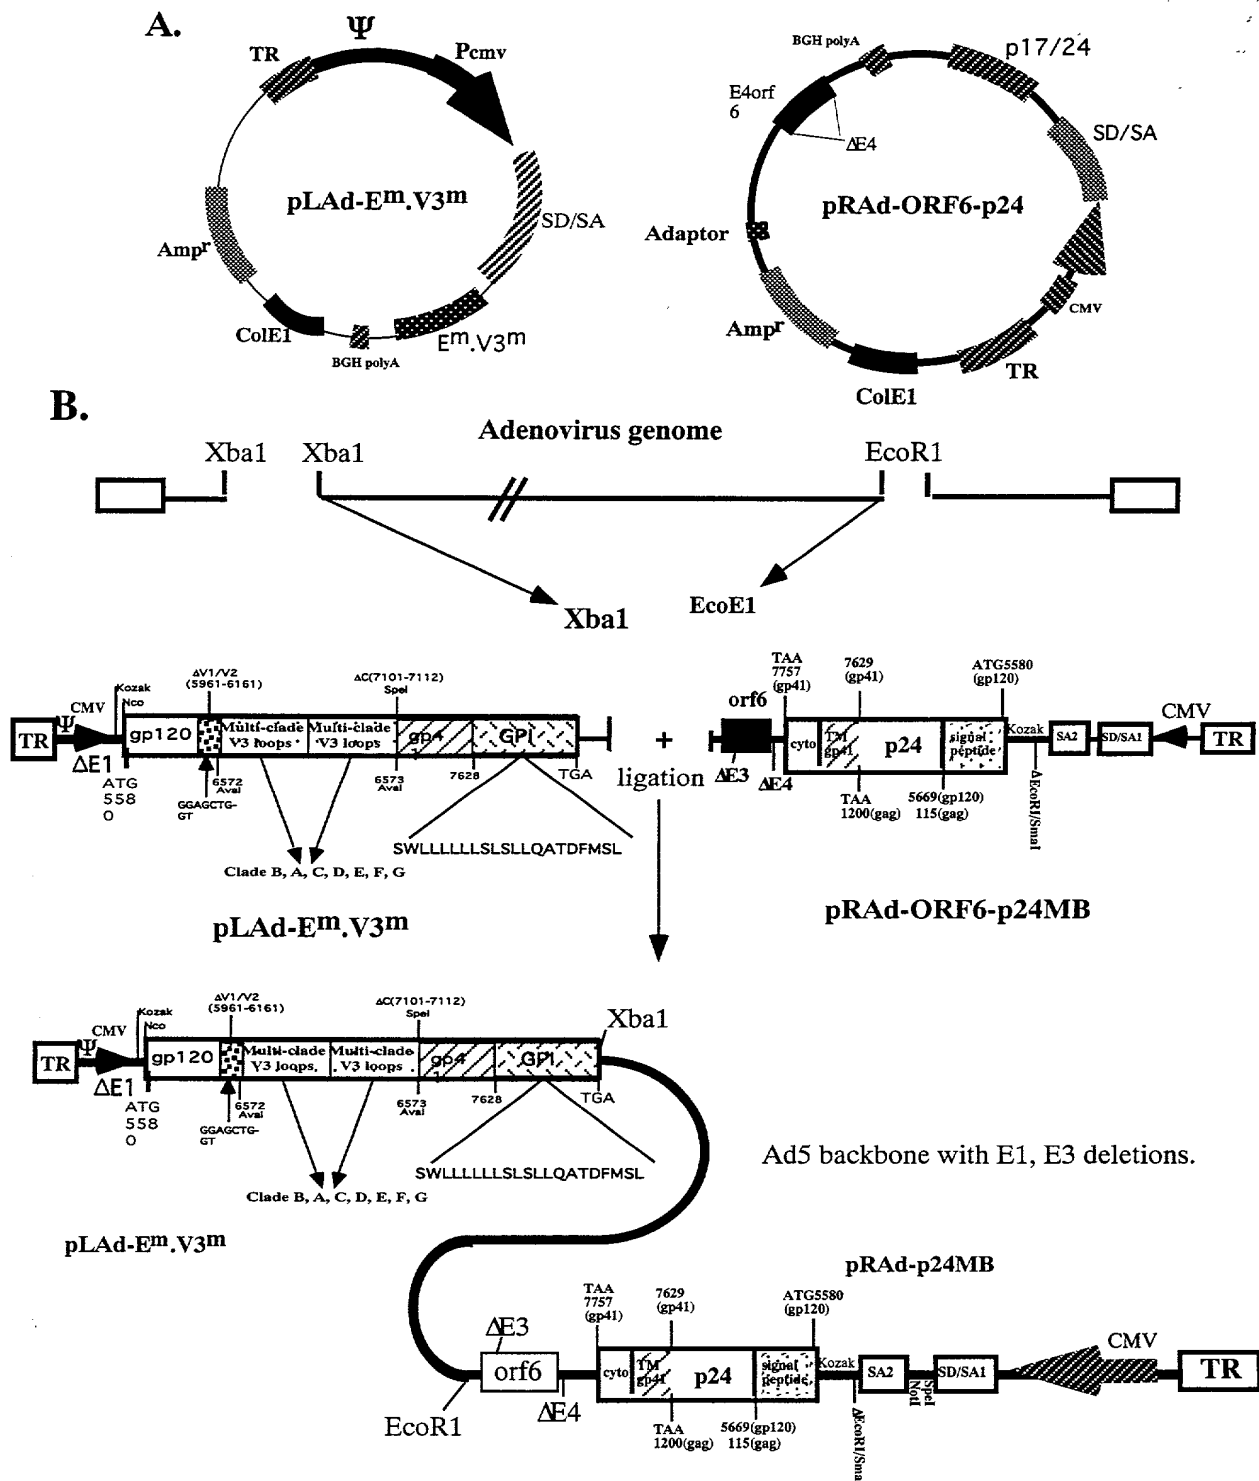 A.
Ψ
TR
Pcmv
pLAd-Em.V3m
SD/SA
Ampr
ColE1
BGH polyA
Em.V3m
BGH polyA
p17/24
E4orf
6
ΔE4
SD/SA
pRAd-ORF6-p24
Adaptor
CMV
Ampr
TR
ColE1
B.
Adenovirus genome
Xba1
Xba1
EcoR1
Xba1
EcoE1
ΔV1/V2
(5961-6161)
ΔC(7101-7112)
SpeI
Kozak
Nco
CMV
Ψ
TR
gp120
Multi-clade
V3 loops
Multi-clade
V3 loops
gp4
1
GPI
ΔE1
ATG
558
0
GGAGCTG-
GT
6572
AvaI
6573
AvaI
7628
TGA
SWLLLLLLSLSLLQATDFMSL
Clade B, A, C, D, E, F, G
pLAd-Em.V3m
+
ligation
TAA
7757
(gp41)
7629
(gp41)
ATG5580
(gp120)
orf6
cyto
TM
gp41
p24
signal
peptide
Kozak
SA2
SD/SA1
CMV
TR
ΔE3
ΔE4
TAA
1200(gag)
5669(gp120)
115(gag)
ΔEcoRI/SmaI
pRAd-ORF6-p24MB
ΔV1/V2
(5961-6161)
ΔC(7101-7112)
SpeI
Kozak
Nco
CMV
Ψ
TR
gp120
Multi-clade
V3 loops.
Multi-clade
V3 loops .
gp4
1
GPI
Xba1
ΔE1
ATG
558
0
GGAGCTG-
GT
6572
AvaI
6573
AvaI
7628
TGA
SWLLLLLLSLSLLQATDFMSL
Clade B, A, C, D, E, F, G
pLAd-Em.V3m
Ad5 backbone with E1, E3 deletions.
pRAd-p24MB
TAA
7757
(gp41)
7629
(gp41)
ATG5580
(gp120)
ΔE3
orf6
cyto
TM
gp41
p24
signal
peptide
Kozak
SA2
NotI
SpeI
SD/SA1
CMV
TR
EcoR1
ΔE4
TAA
1200(gag)
5669(gp120)
115(gag)
ΔEcoRI/Sma